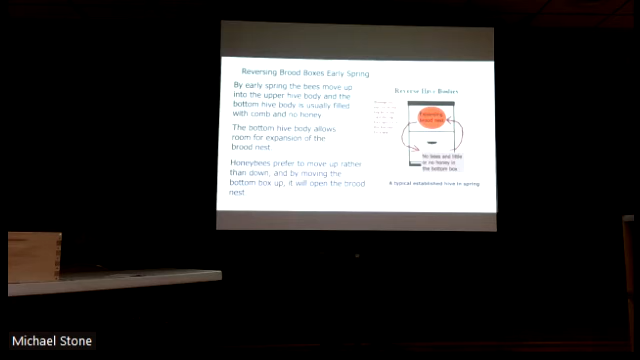 Reversing Brood Boxes Early Spring
By early spring the bees move up
into the upper hive body and the
bottom hive body is usually filled
with comb and no honey.
The bottom hive body allows
room for expansion of the
brood nest.
Honeybees prefer to move up rather
than down, and by moving the
bottom box up, it will open the brood
nest
Bodies
Expanding
brood nest
No bees and little
or no honey in
the bottom box
A typical established hive in spring
Michael Stone